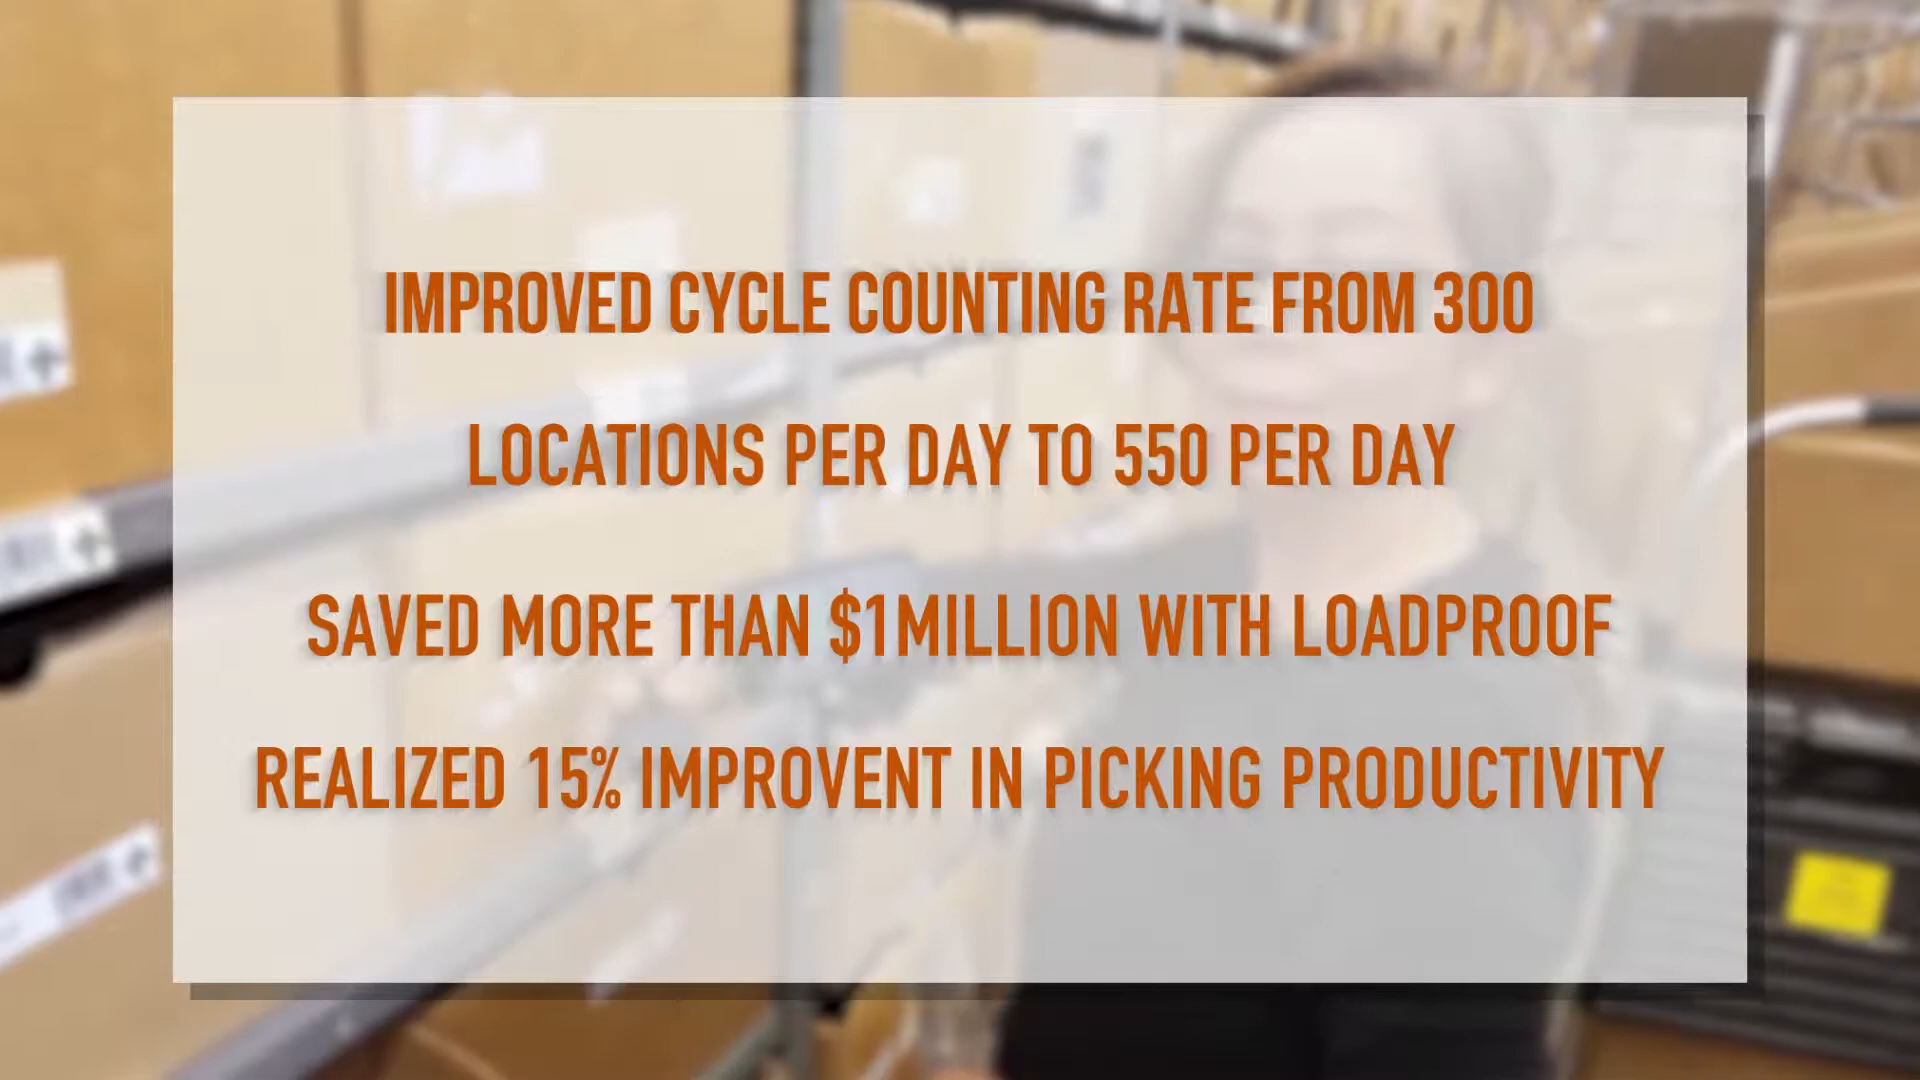 IMPROVED CYCLE COUNTING RATE FROM 300
LOCATIONS PER DAY TO 550 PER DAY
SAVED MORE THAN $1MILLION WITH LOADPROOF
REALIZED 15% IMPROVENT IN PICKING PRODUCTIVITY